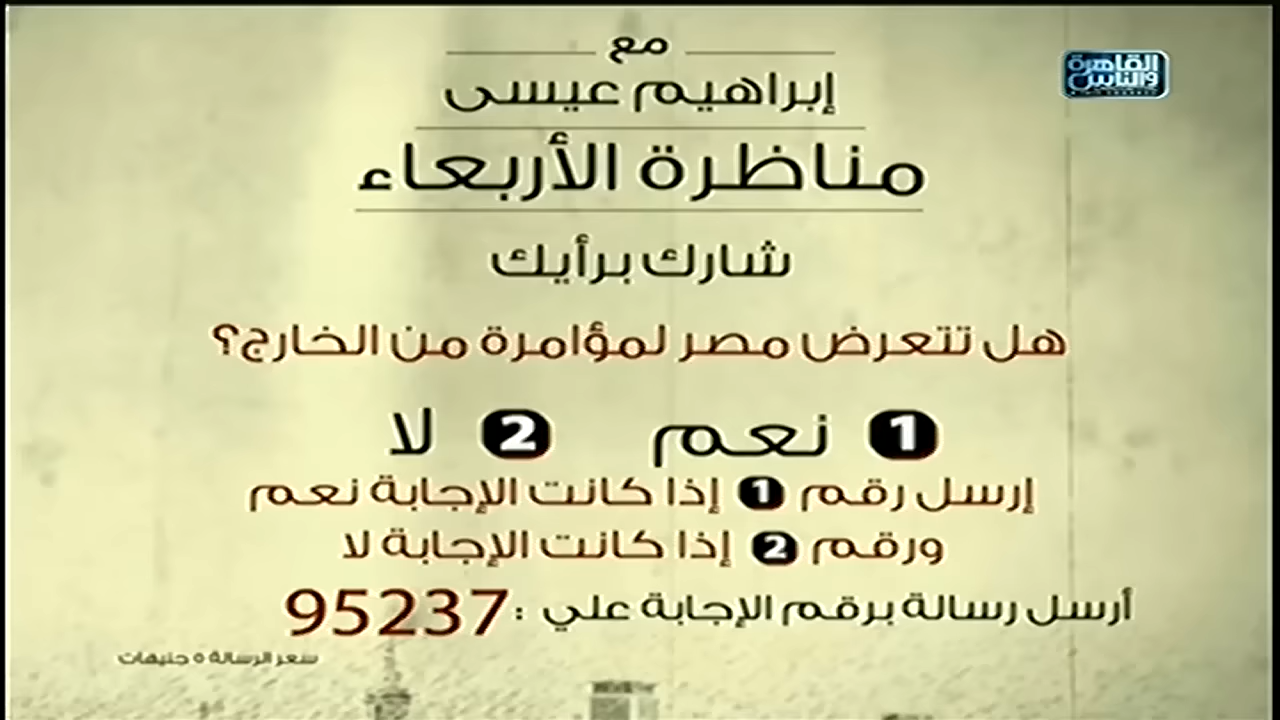 مع
إبراهيم عيسى
القاهرة والناس
مناظرة الأربعاء
شارك برأيك
هل تتعرض مصر لمؤامرة من الخارج؟
1 نعم 2 لا
إرسل رقم 1 إذا كانت الإجابة نعم
ورقم 2 إذا كانت الإجابة لا
أرسل رسالة برقم الإجابة علي : 95237
سعر الرسالة ٥ جنيهات